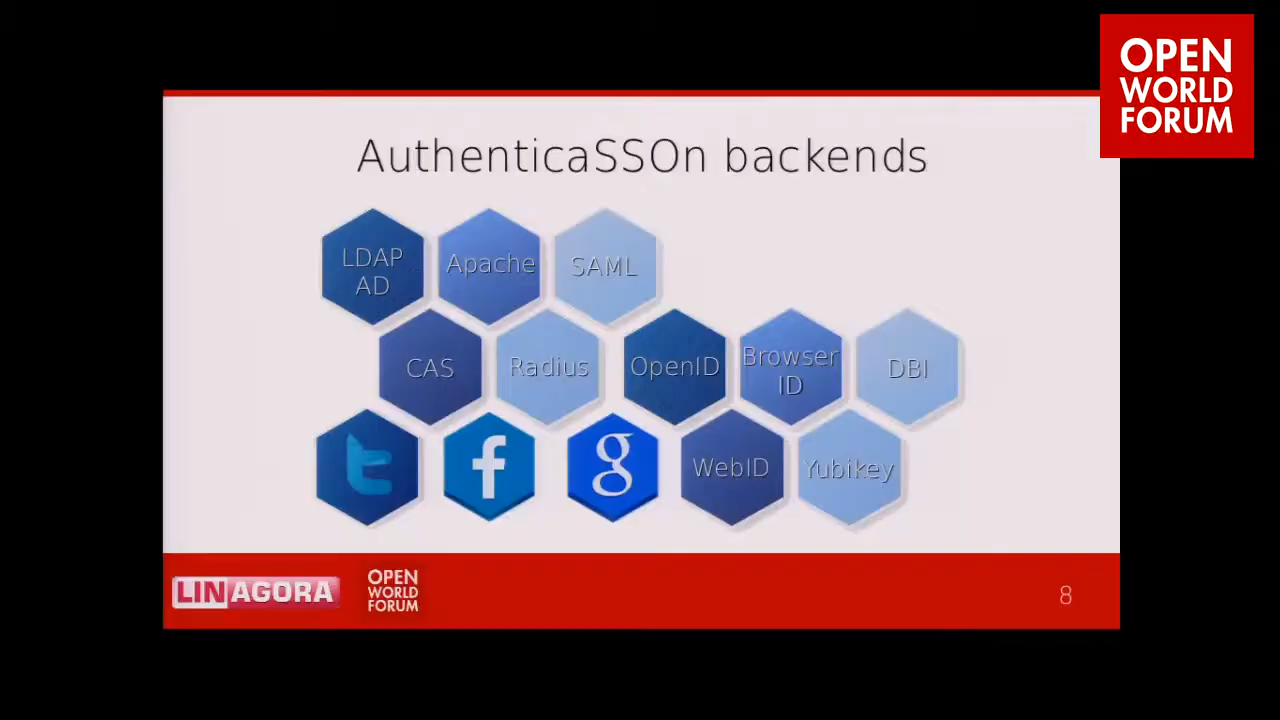 OPEN
WORLD
FORUM
AuthenticaSSOn backends
LDAP
AD
Apache
SAML
CAS
Radius
OpenID
Browser
ID
DBI
WebID
Yubikey
LINAGORA
OPEN
WORLD
FORUM
8